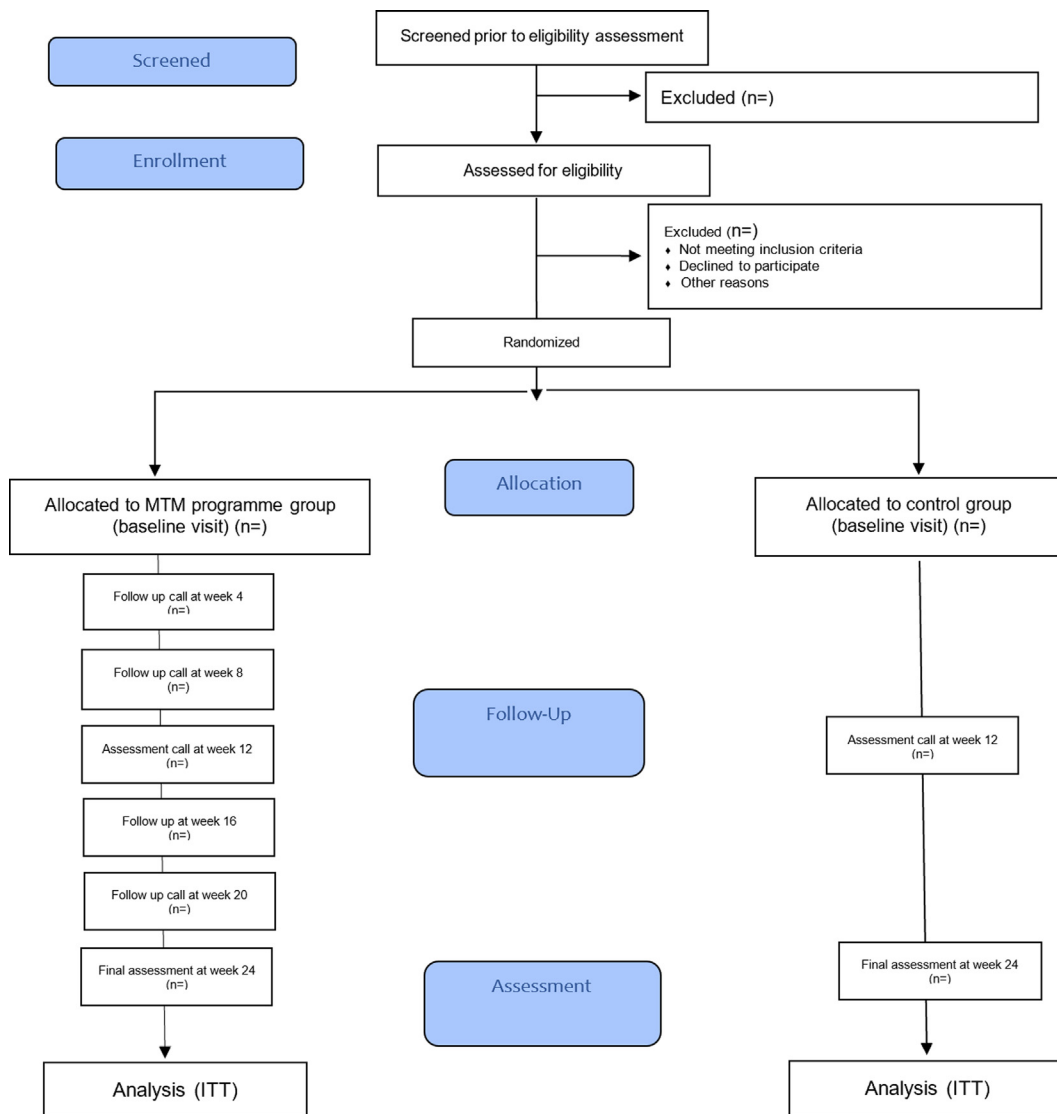 Screened prior to eligibility assessment
Screened
Excluded (n=)
Enrollment
Assessed for eligibility
Excluded (n=)
♦ Not meeting inclusion criteria
♦ Declined to participate
♦ Other reasons
Randomized
Allocation
Allocated to MTM programme group
(baseline visit) (n=)
Allocated to control group
(baseline visit) (n=)
Follow up call at week 4
(n=)
Follow up call at week 8
(n=)
Follow-Up
Assessment call at week 12
(n=)
Assessment call at week 12
(n=)
Follow up at week 16
(n=)
Follow up call at week 20
(n=)
Final assessment at week 24
(n=)
Assessment
Final assessment at week 24
(n=)
Analysis (ITT)
Analysis (ITT)